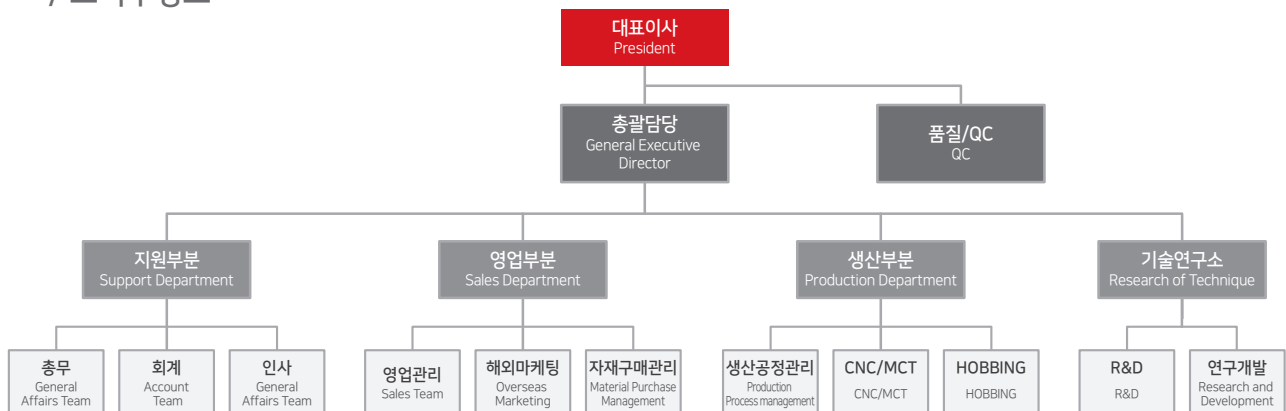 대표이사
President
총괄담당
General Executive
Director
품질/QC
QC
지원부분
Support Department
영업부분
Sales Department
생산부분
Production Department
기술연구소
Research of Technique
총무
General
Affairs Team
회계
Account
Team
인사
General
Affairs Team
영업관리
Sales Team
해외마케팅
Overseas
Marketing
자재구매관리
Material Purchase
Management
생산공정관리
Production
Process management
CNC/MCT
CNC/MCT
HOBBING
HOBBING
R&D
R&D
연구개발
Research and
Development